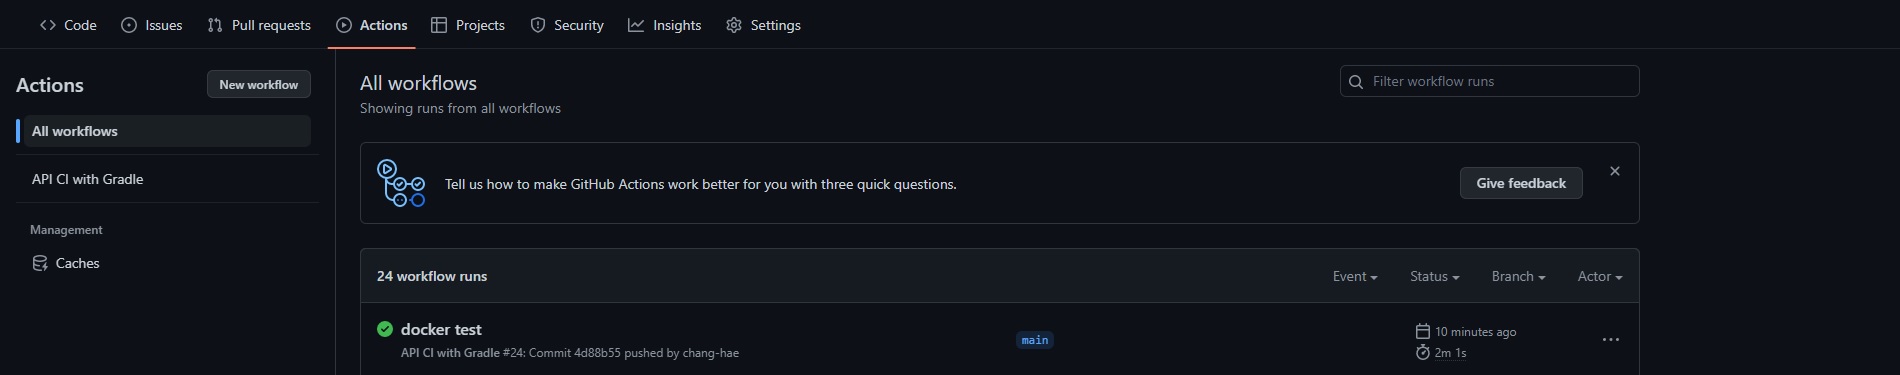 Code Issues Pull requests Actions Projects Security Insights Settings
Actions
New workflow
All workflows
API CI with Gradle
Management
Caches
All workflows
Showing runs from all workflows
Filter workflow runs
Tell us how to make GitHub Actions work better for you with three quick questions.
Give feedback
24 workflow runs
Event Status Branch Actor
docker test
API CI with Gradle #24: Commit 4d88b55 pushed by chang-hae
main
10 minutes ago
2m 1s